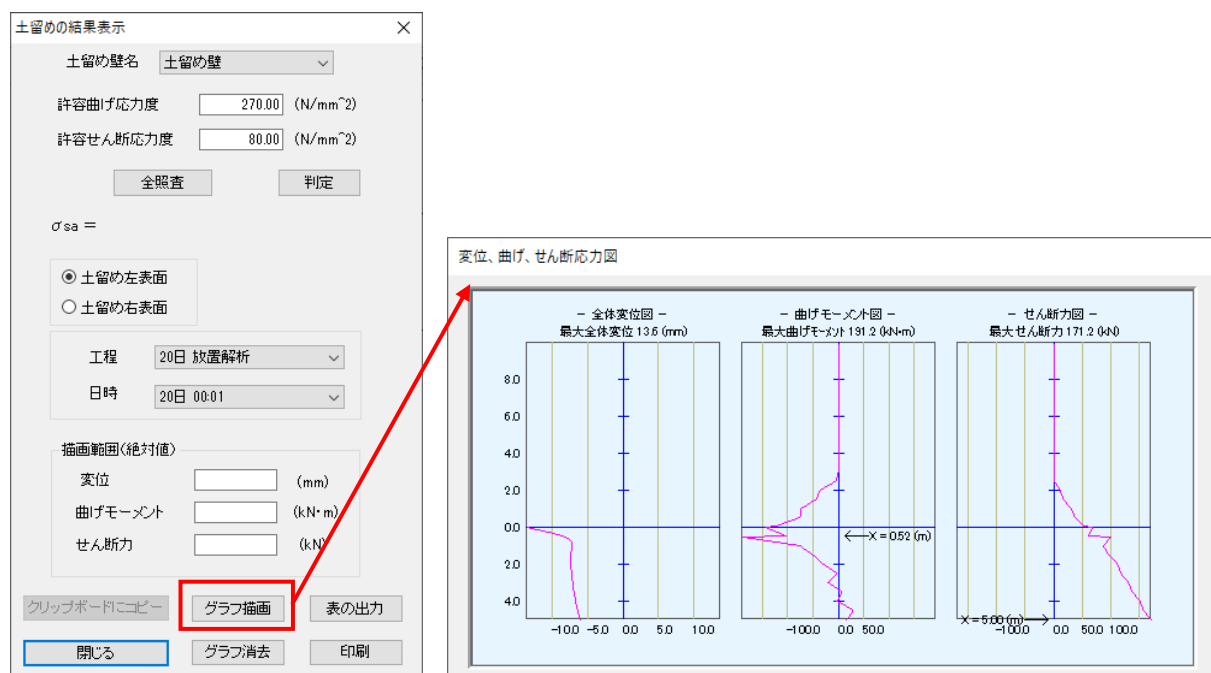 土留めの結果表示
土留め壁名 土留め壁
許容曲げ応力度 270.00 (N/mm^2)
許容せん断応力度 80.00 (N/mm^2)
全照査 判定
σsa =
土留め左表面
土留め右表面
工程 20日 放置解析
日時 20日 00:01
描画範囲(絶対値)
変位 (mm)
曲げモーメント (kN・m)
せん断力 (kN)
クリップボードにコピー グラフ描画 表の出力
閉じる グラフ消去 印刷
変位、曲げ、せん断応力図
- 全体変位図 -
最大全体変位 13.6 (mm)
- 曲げモーメント図 -
最大曲げモーメント 191.2 (kN・m)
- せん断力図 -
最大せん断力 171.2 (kN)
8.0
6.0
4.0
2.0
0.0
2.0
4.0
X = 0.52 (m)
X = 5.00 (m)
-10.0 -5.0 0.0 5.0 10.0
-100.0 0.0 50.0
-100.0 0.0 50.0 100.0